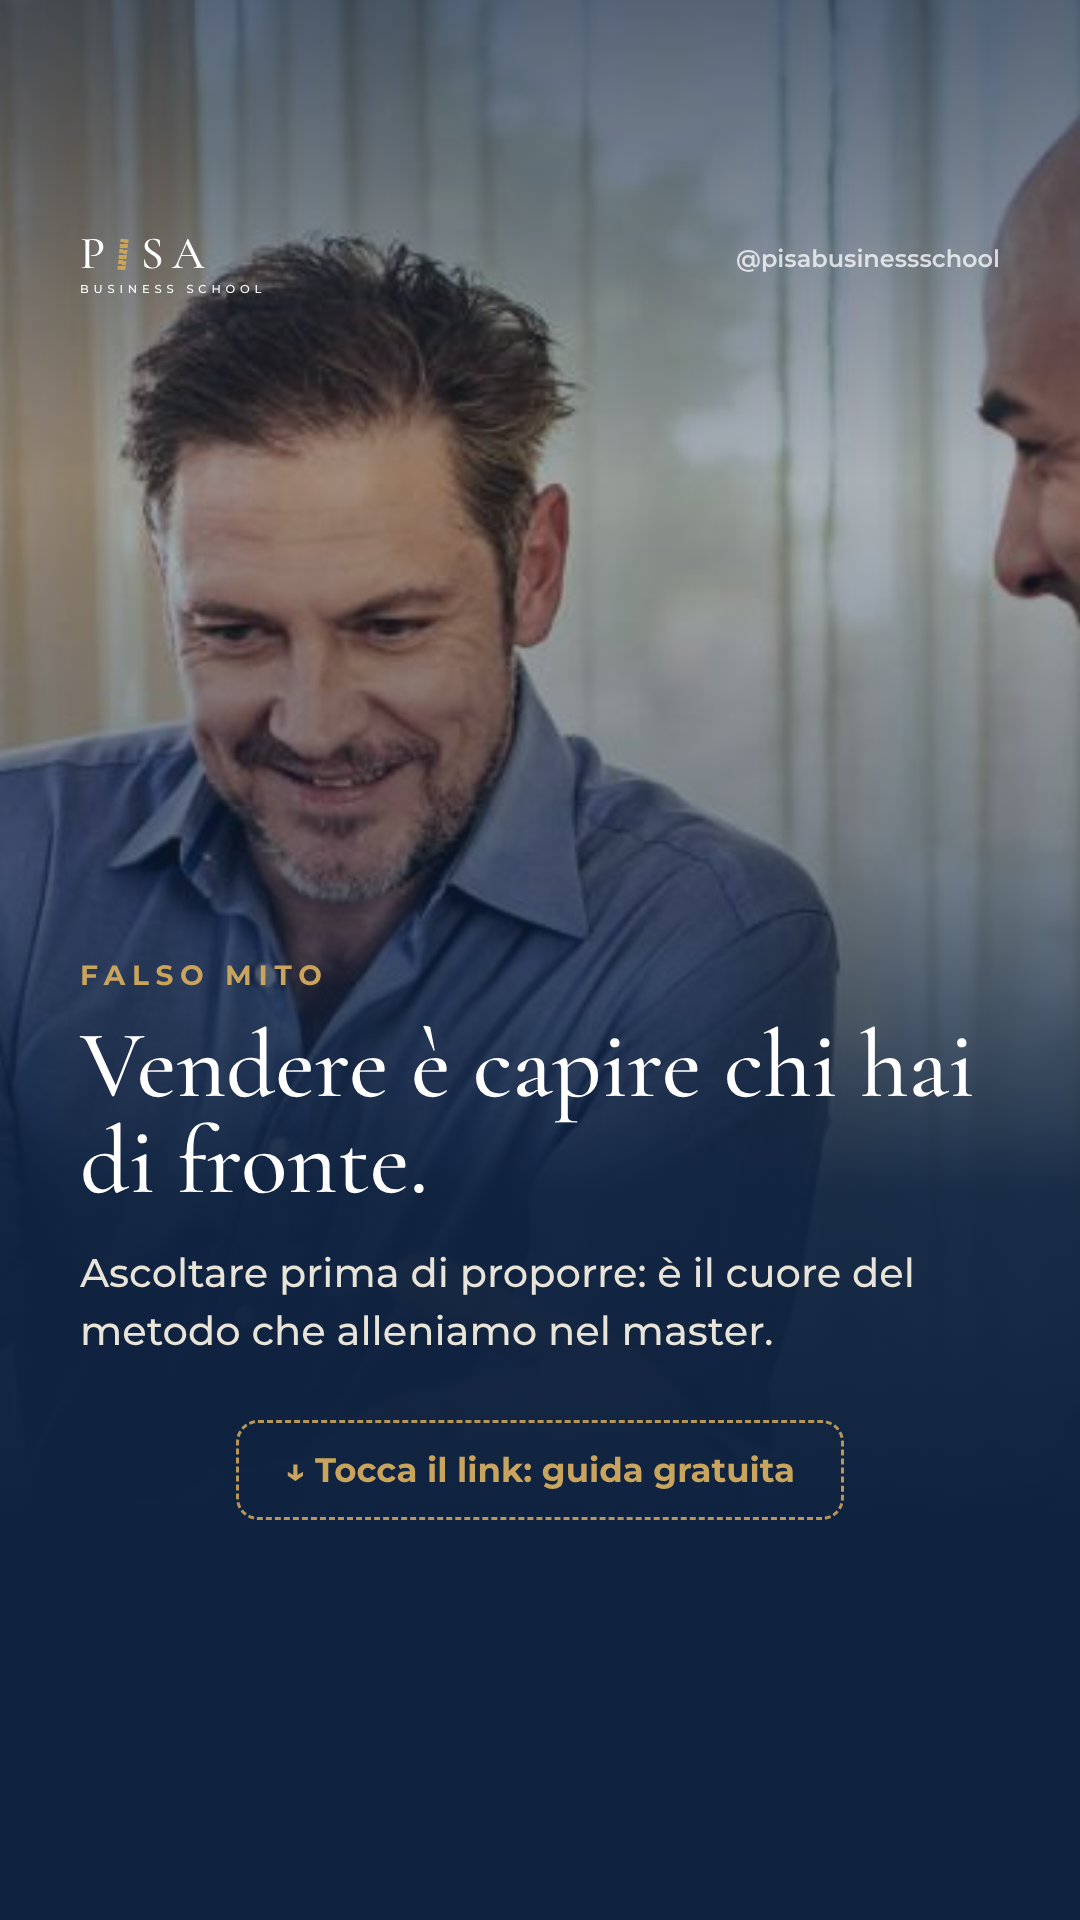 PISA
BUSINESS SCHOOL
@pisabusinessschool
FALSO MITO
Vendere è capire chi hai
di fronte.
Ascoltare prima di proporre: è il cuore del
metodo che alleniamo nel master.
↓ Tocca il link: guida gratuita